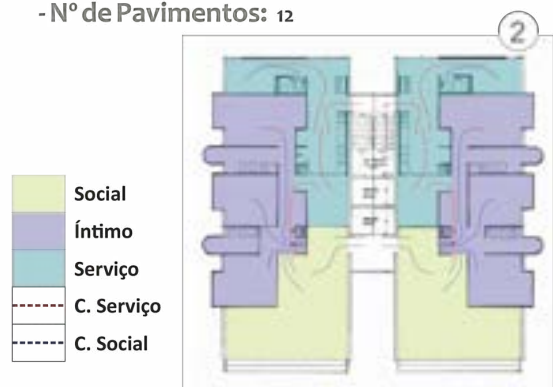 - Nº de Pavimentos: 12
2
Social
Íntimo
Serviço
C. Serviço
C. Social